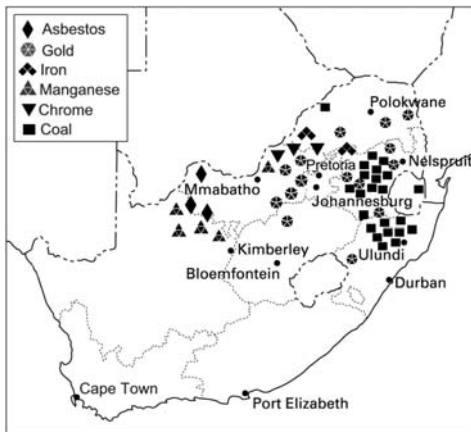 Asbestos
Gold
Iron
Manganese
Chrome
Coal
Polokwane
Pretoria
Nelspruit
Mmabatho
Johannesburg
Kimberley
Ulundi
Bloemfontein
Durban
Cape Town
Port Elizabeth